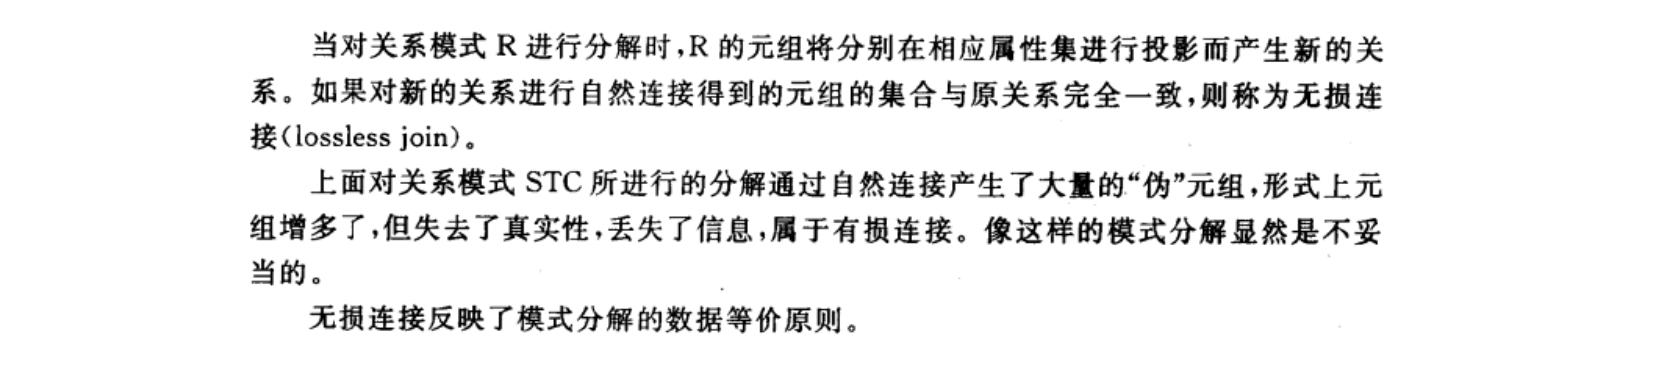 当对关系模式 R 进行分解时，R 的元组将分别在相应属性集进行投影而产生新的关
系。如果对新的关系进行自然连接得到的元组的集合与原关系完全一致，则称为无损连
接(lossless join)。
上面对关系模式 STC 所进行的分解通过自然连接产生了大量的“伪”元组，形式上元
组增多了，但失去了真实性，丢失了信息，属于有损连接。像这样的模式分解显然是不妥
当的。
无损连接反映了模式分解的数据等价原则。